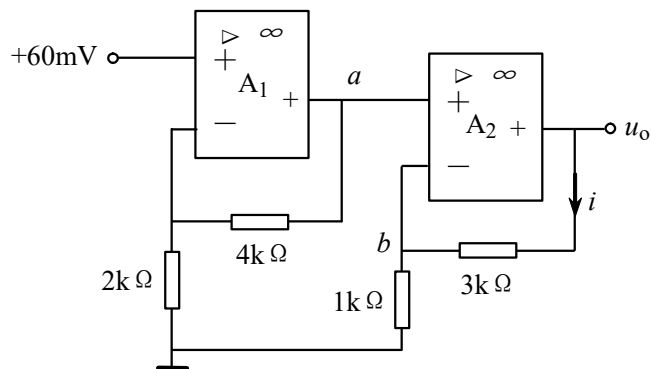 ▷ ∞
+60mV
+
A₁
+
−
a
▷ ∞
+
A₂
+
−
uₒ
i
4kΩ
b
2kΩ
3kΩ
1kΩ